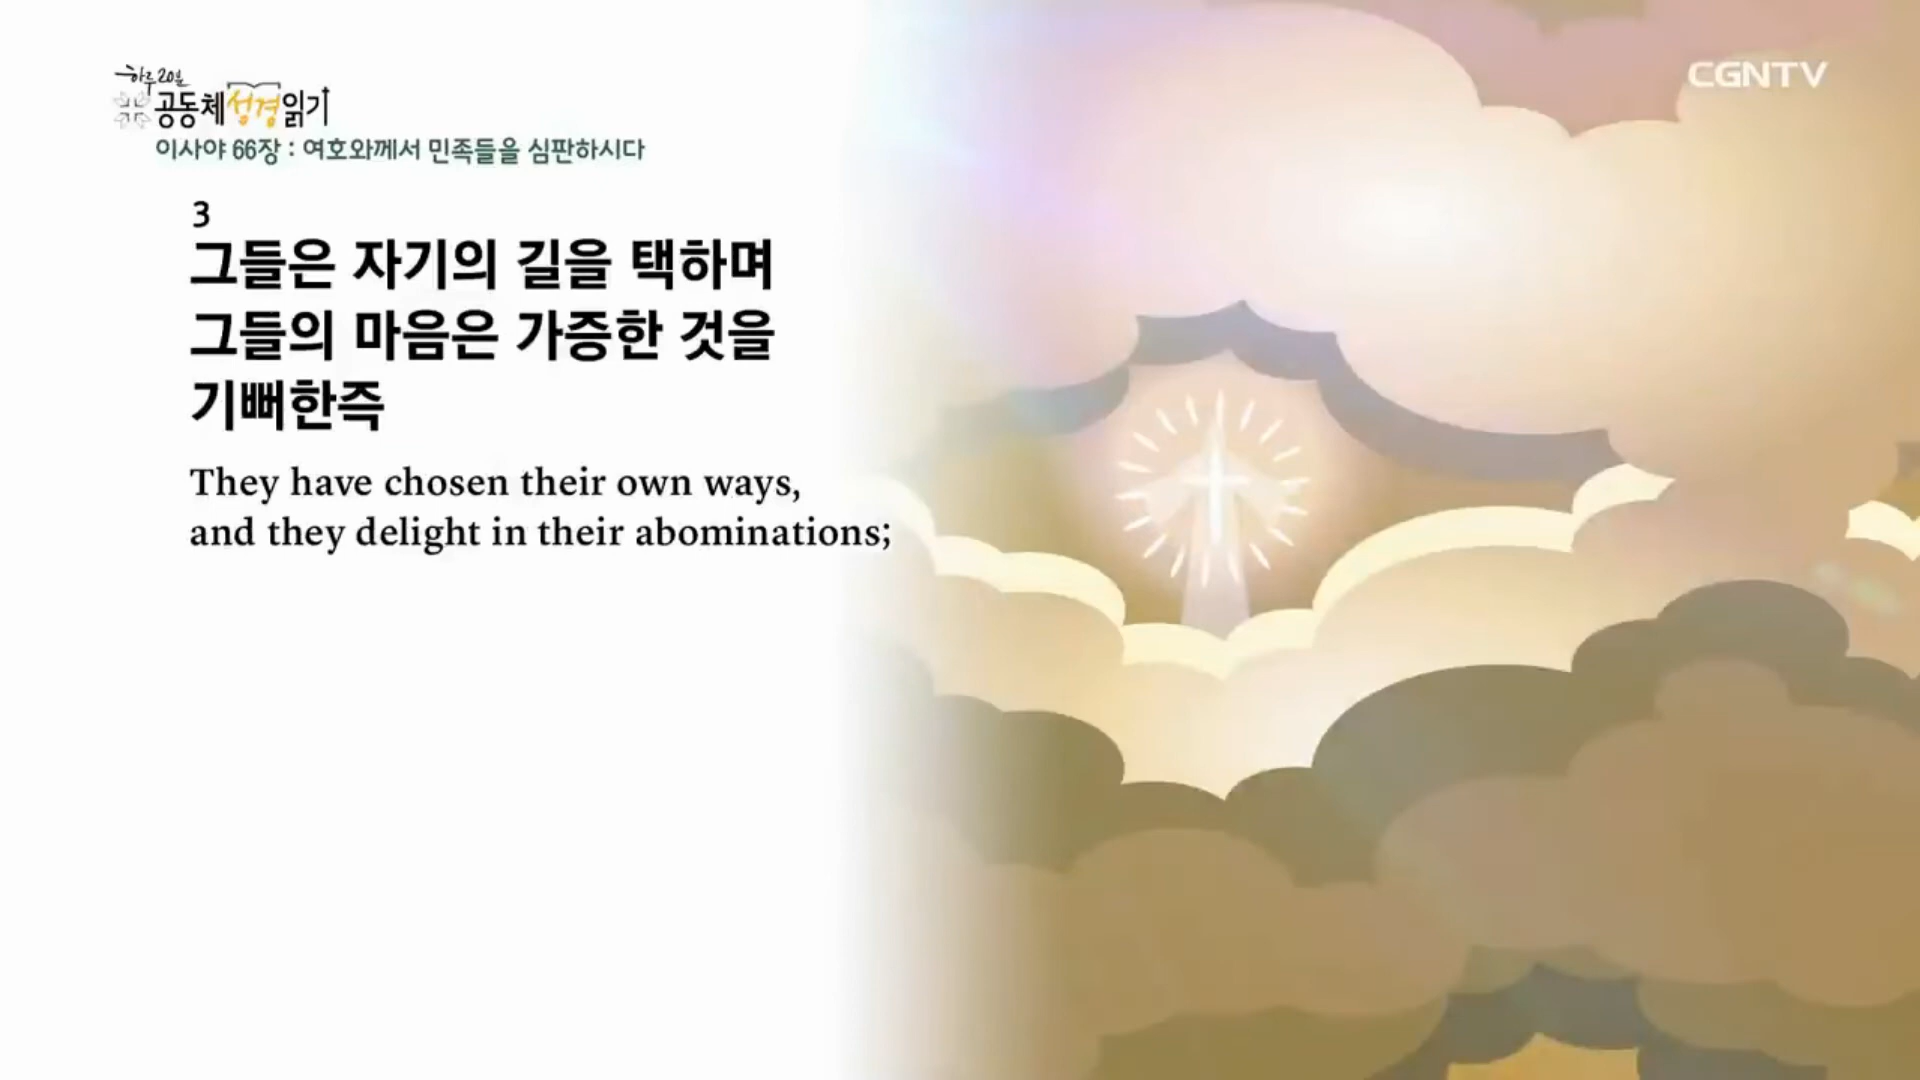 하루 20분
공동체성경읽기
CGNTV
이사야 66장 : 여호와께서 민족들을 심판하시다
3
그들은 자기의 길을 택하며
그들의 마음은 가증한 것을
기뻐한즉
They have chosen their own ways,
and they delight in their abominations;